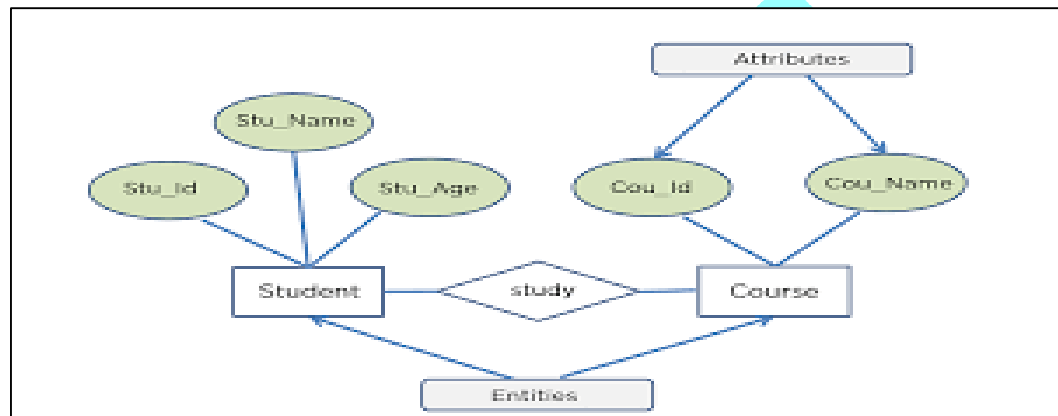 Attributes
Stu_Name
Stu_Id
Stu_Age
Cou_Id
Cou_Name
Student
study
Course
Entities